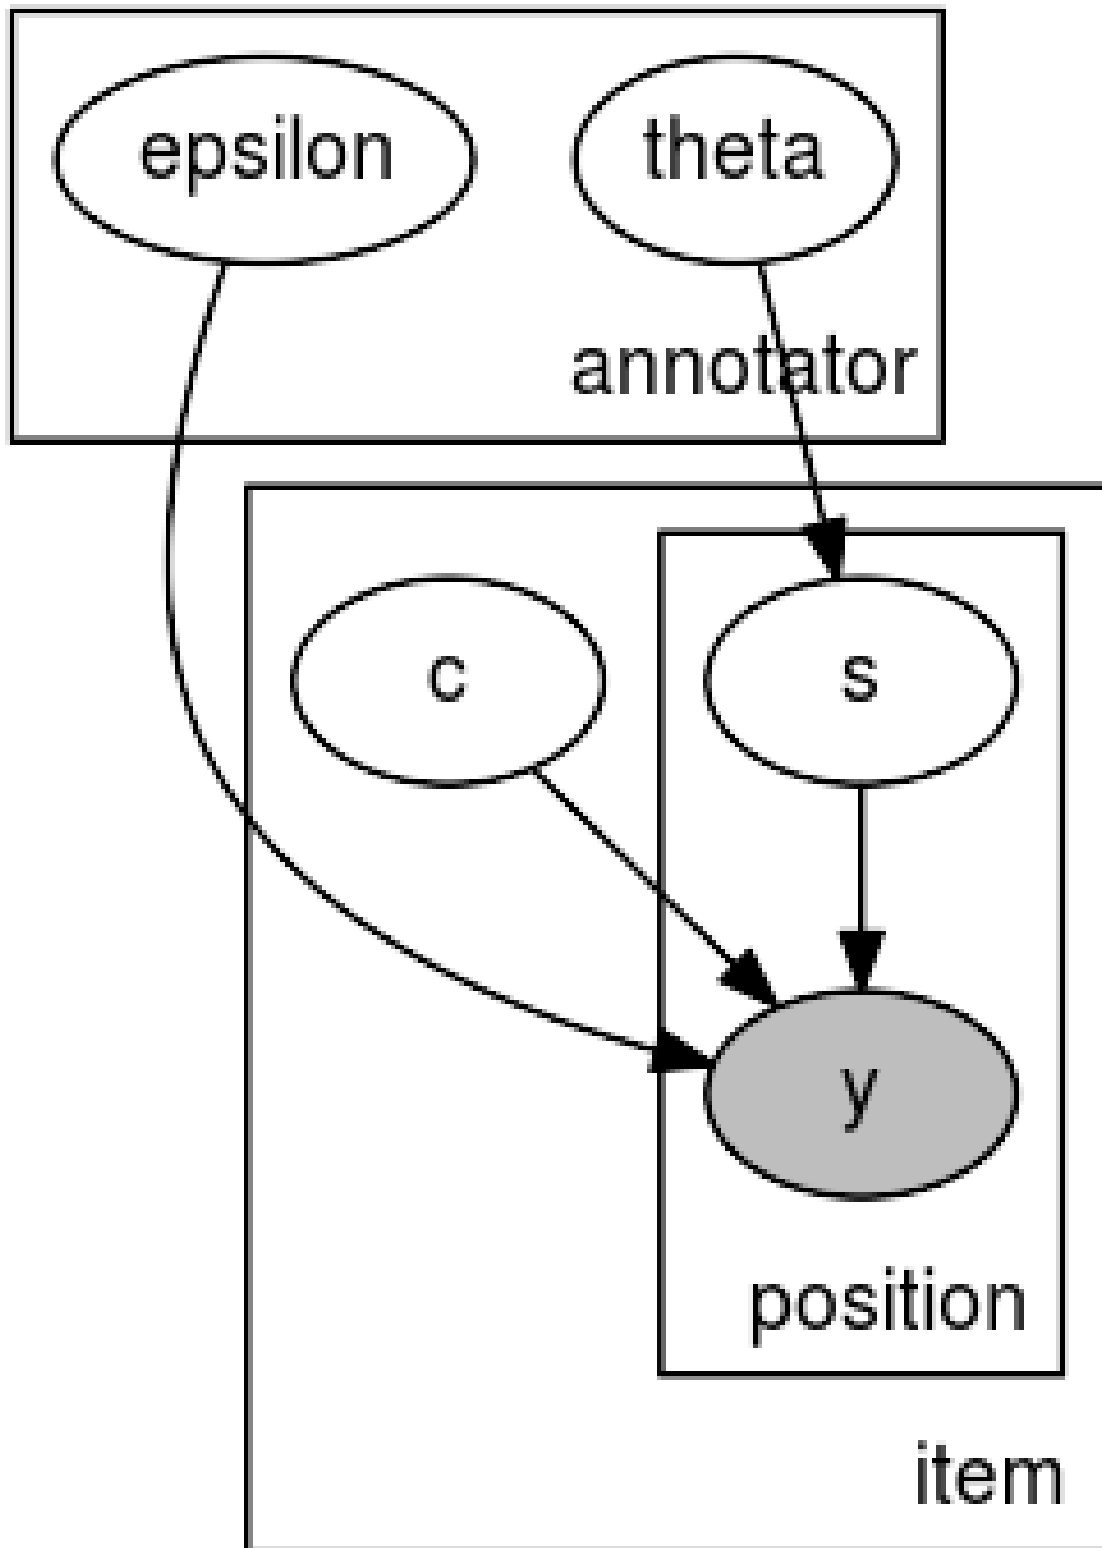 epsilon theta
annotator
c s
y
position
item